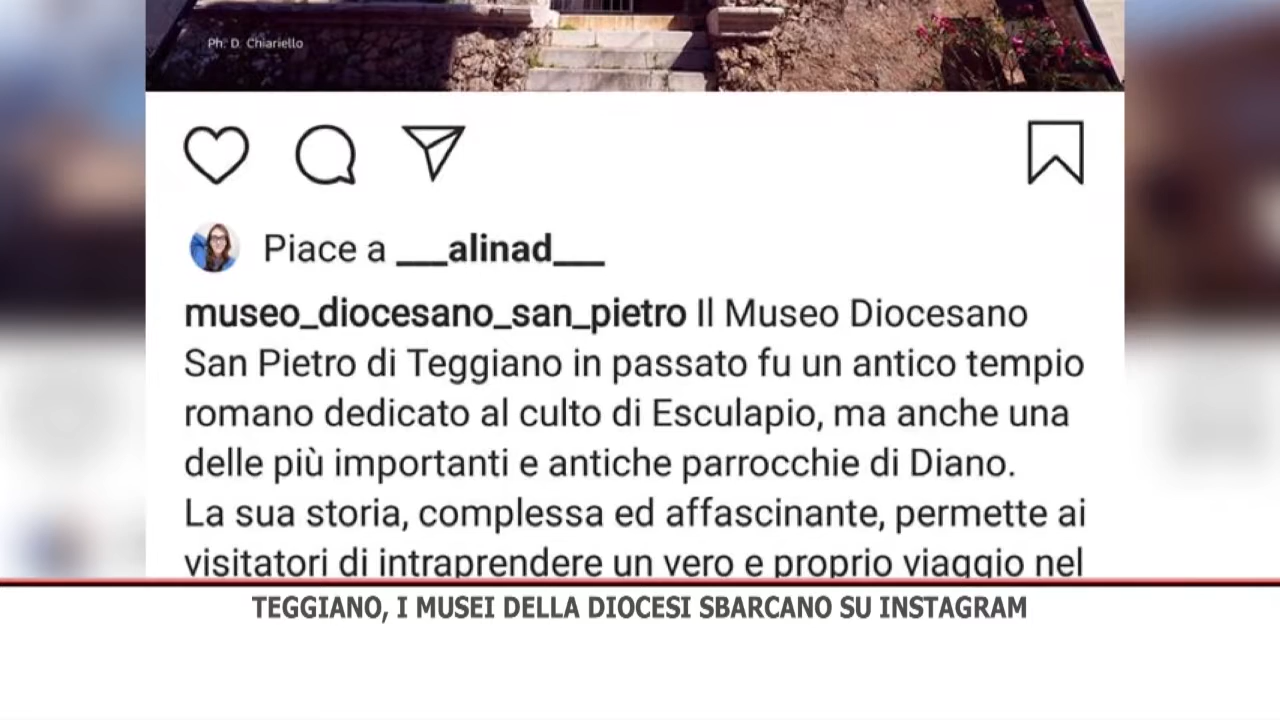 Ph. D. Chiariello
Piace a ___alinad___
museo_diocesano_san_pietro Il Museo Diocesano
San Pietro di Teggiano in passato fu un antico tempio
romano dedicato al culto di Esculapio, ma anche una
delle più importanti e antiche parrocchie di Diano.
La sua storia, complessa ed affascinante, permette ai
visitatori di intraprendere un vero e proprio viaggio nel
TEGGIANO, I MUSEI DELLA DIOCESI SBARCANO SU INSTAGRAM